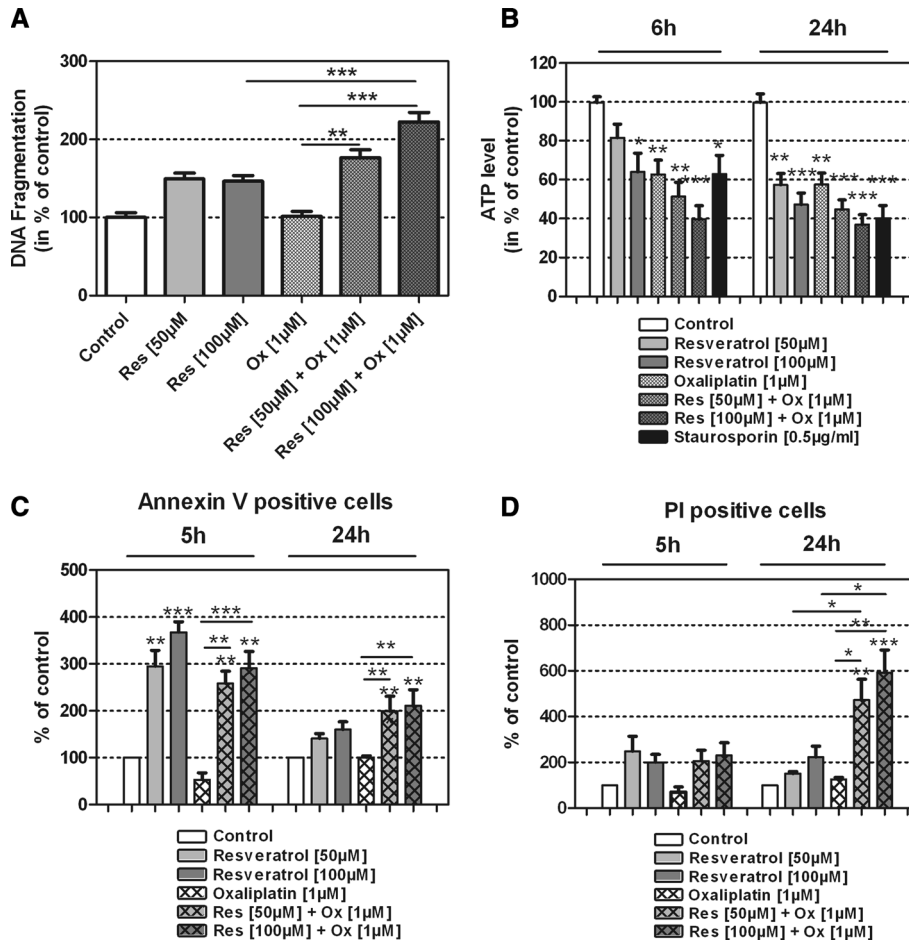 A
DNA Fragmentation
(in % of control)
300
200
100
0
***
***
**
Control
Res [50µM
Res [100µM]
Ox [1µM]
Res [50µM] + Ox [1µM]
Res [100µM] + Ox [1µM]
B
6h
24h
ATP level
(in % of control)
120
100
80
60
40
20
0
*
**
**
***
*
**
***
**
***
***
***
Control
Resveratrol [50µM]
Resveratrol [100µM]
Oxaliplatin [1µM]
Res [50µM] + Ox [1µM]
Res [100µM] + Ox [1µM]
Staurosporin [0.5µg/ml]
C
Annexin V positive cells
5h
24h
% of control
500
400
300
200
100
0
**
***
***
**
**
**
**
**
**
**
Control
Resveratrol [50µM]
Resveratrol [100µM]
Oxaliplatin [1µM]
Res [50µM] + Ox [1µM]
Res [100µM] + Ox [1µM]
D
PI positive cells
5h
24h
% of control
1000
800
600
400
200
0
*
*
**
***
*
**
Control
Resveratrol [50µM]
Resveratrol [100µM]
Oxaliplatin [1µM]
Res [50µM] + Ox [1µM]
Res [100µM] + Ox [1µM]